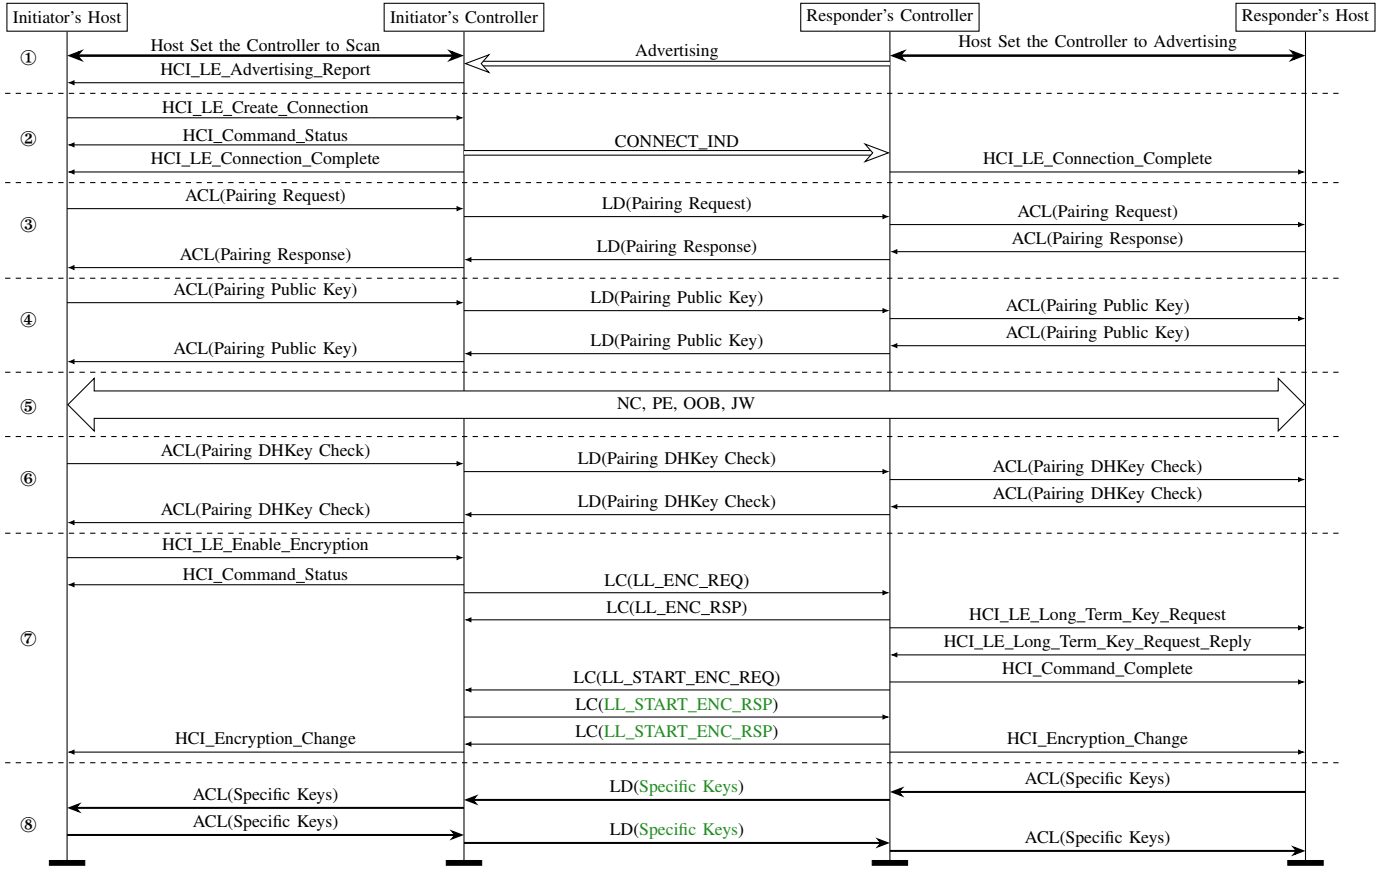 Initiator's Host
Initiator's Controller
Responder's Controller
Responder's Host
①
Host Set the Controller to Scan
Advertising
Host Set the Controller to Advertising
HCI_LE_Advertising_Report
②
HCI_LE_Create_Connection
HCI_Command_Status
CONNECT_IND
HCI_LE_Connection_Complete
HCI_LE_Connection_Complete
③
ACL(Pairing Request)
LD(Pairing Request)
ACL(Pairing Request)
ACL(Pairing Response)
LD(Pairing Response)
ACL(Pairing Response)
④
ACL(Pairing Public Key)
LD(Pairing Public Key)
ACL(Pairing Public Key)
ACL(Pairing Public Key)
LD(Pairing Public Key)
ACL(Pairing Public Key)
⑤
NC, PE, OOB, JW
⑥
ACL(Pairing DHKey Check)
LD(Pairing DHKey Check)
ACL(Pairing DHKey Check)
ACL(Pairing DHKey Check)
LD(Pairing DHKey Check)
ACL(Pairing DHKey Check)
⑦
HCI_LE_Enable_Encryption
HCI_Command_Status
LC(LL_ENC_REQ)
LC(LL_ENC_RSP)
HCI_LE_Long_Term_Key_Request
HCI_LE_Long_Term_Key_Request_Reply
HCI_Command_Complete
LC(LL_START_ENC_REQ)
LC(LL_START_ENC_RSP)
LC(LL_START_ENC_RSP)
HCI_Encryption_Change
HCI_Encryption_Change
⑧
ACL(Specific Keys)
LD(Specific Keys)
ACL(Specific Keys)
ACL(Specific Keys)
LD(Specific Keys)
ACL(Specific Keys)